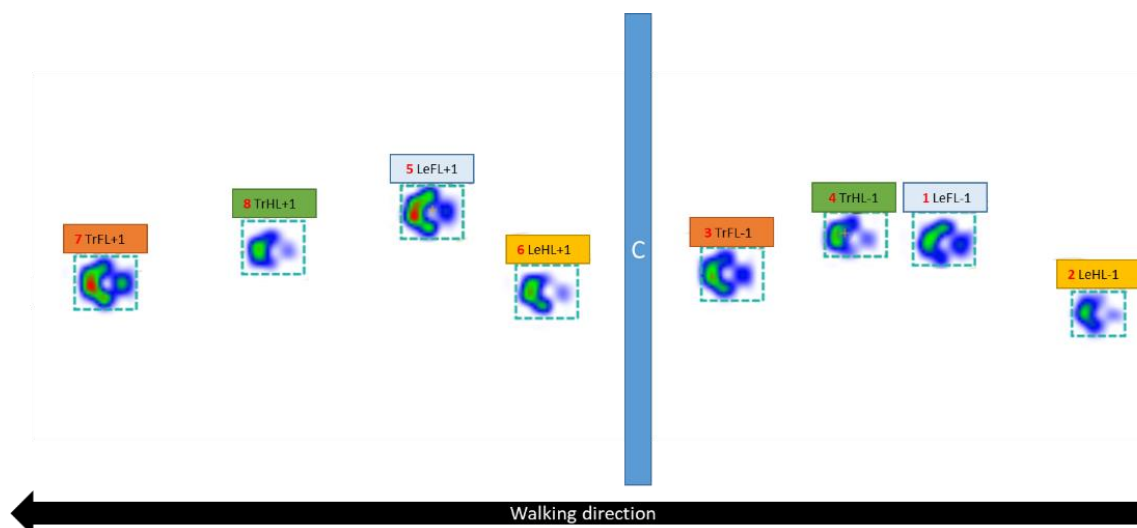 5 LeFL+1
8 TrHL+1
4 TrHL-1
1 LeFL-1
7 TrFL+1
6 LeHL+1
C
3 TrFL-1
2 LeHL-1
Walking direction